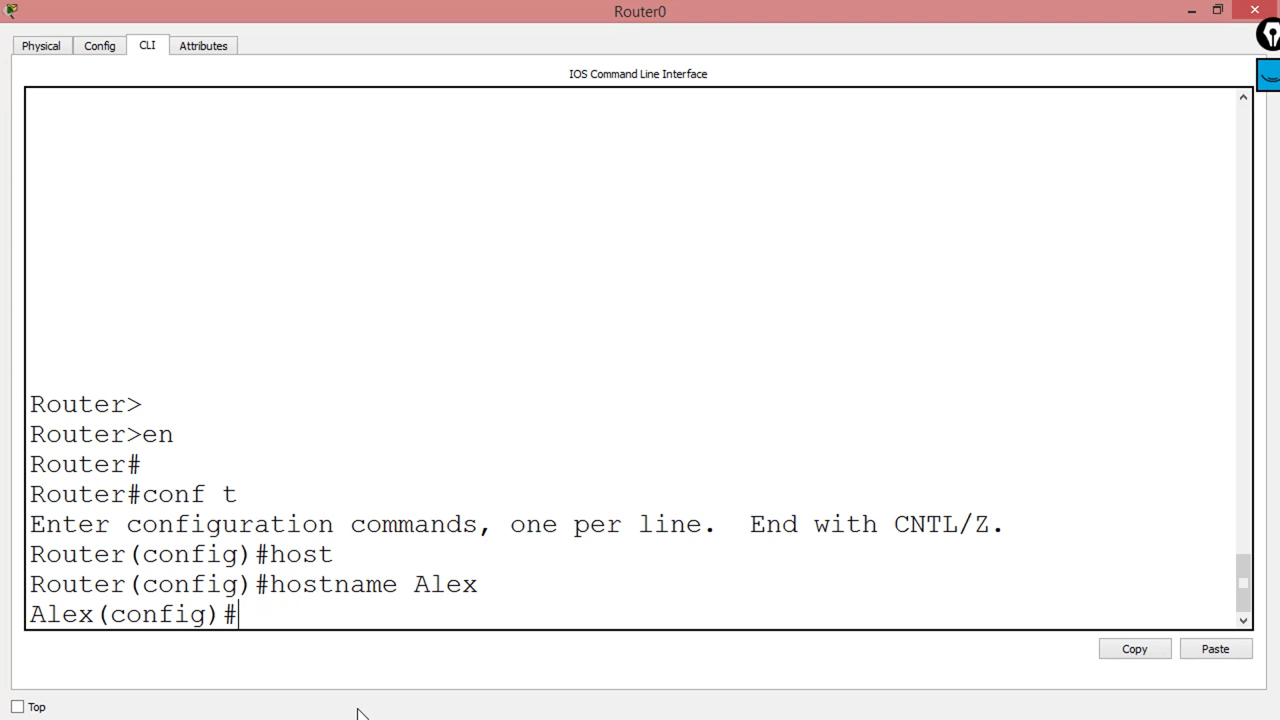 Router0
Physical Config CLI Attributes
IOS Command Line Interface
Router>
Router>en
Router#
Router#conf t
Enter configuration commands, one per line.  End with CNTL/Z.
Router(config)#host
Router(config)#hostname Alex
Alex(config)#
Copy Paste
Top